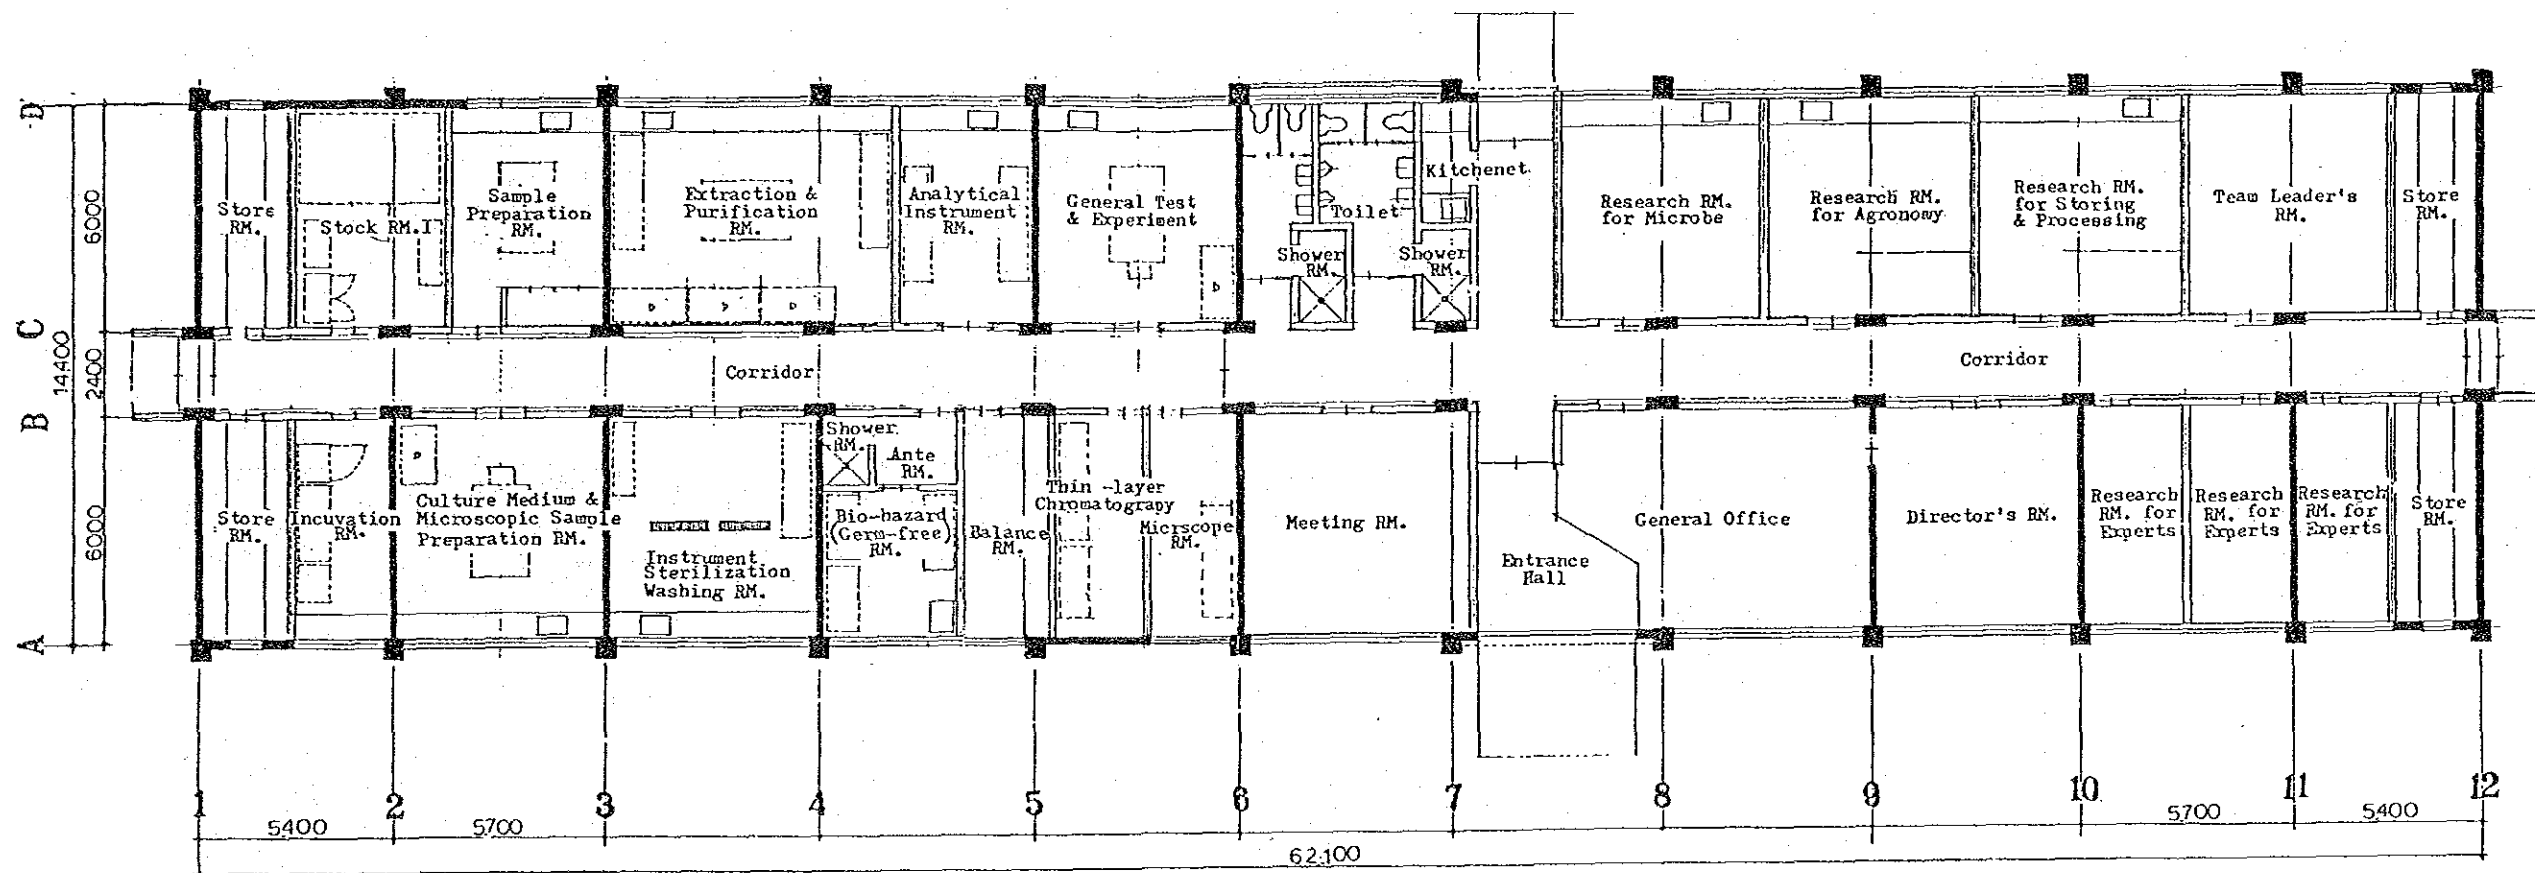 D
C
B
A
6000
2400
6000
14400
Store
RM.
Stock RM.I
Sample
Preparation
RM.
Extraction &
Purification
RM.
Analytical
Instrument
RM.
General Test
& Experiment
Toilet
Shower
RM.
Kitchenet
Shower
RM.
Research RM.
for Microbe
Research RM.
for Agronomy
Research RM.
for Storing
& Processing
Team Leader's
RM.
Store
RM.
Corridor
Corridor
Store
RM.
Incuvation
RM.
Culture Medium &
Microscopic Sample
Preparation RM.
Instrument
Sterilization
Washing RM.
Shower
RM.
Ante
RM.
Bio-hazard
(Germ-free)
RM.
Balance
RM.
Thin -layer
Chromatograpy
Micrscope
RM.
Meeting RM.
Entrance
Hall
General Office
Director's RM.
Research
RM. for
Experts
Research
RM. for
Experts
Research
RM. for
Experts
Store
RM.
1 2 3 4 5 6 7 8 9 10 11 12
5400 5700 5700 5400
62.100